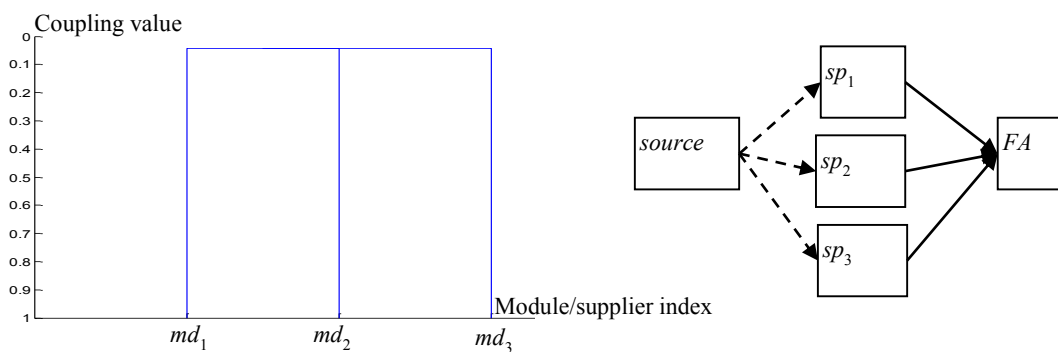 Coupling value
0
0.1
0.2
0.3
0.4
0.5
0.6
0.7
0.8
0.9
1
Module/supplier index
md₁
md₂
md₃
source
sp₁
sp₂
sp₃
FA